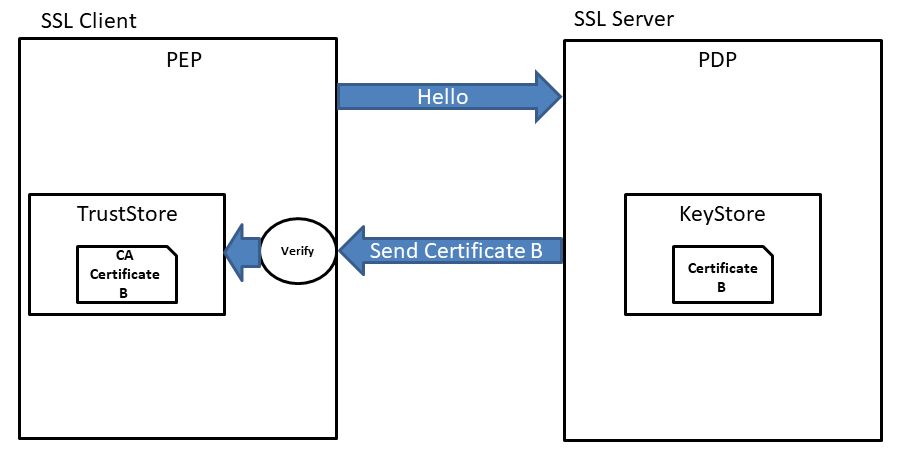 SSL Client
SSL Server
PEP
PDP
Hello
TrustStore
CA
Certificate
B
Verify
Send Certificate B
KeyStore
Certificate
B